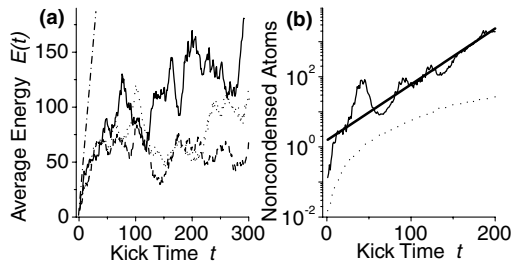 (a)
Average Energy E(t)
150
100
50
0
0 100 200 300
Kick Time t
(b)
Noncondensed Atoms
10^2
10^0
10^-2
0 100 200
Kick Time t